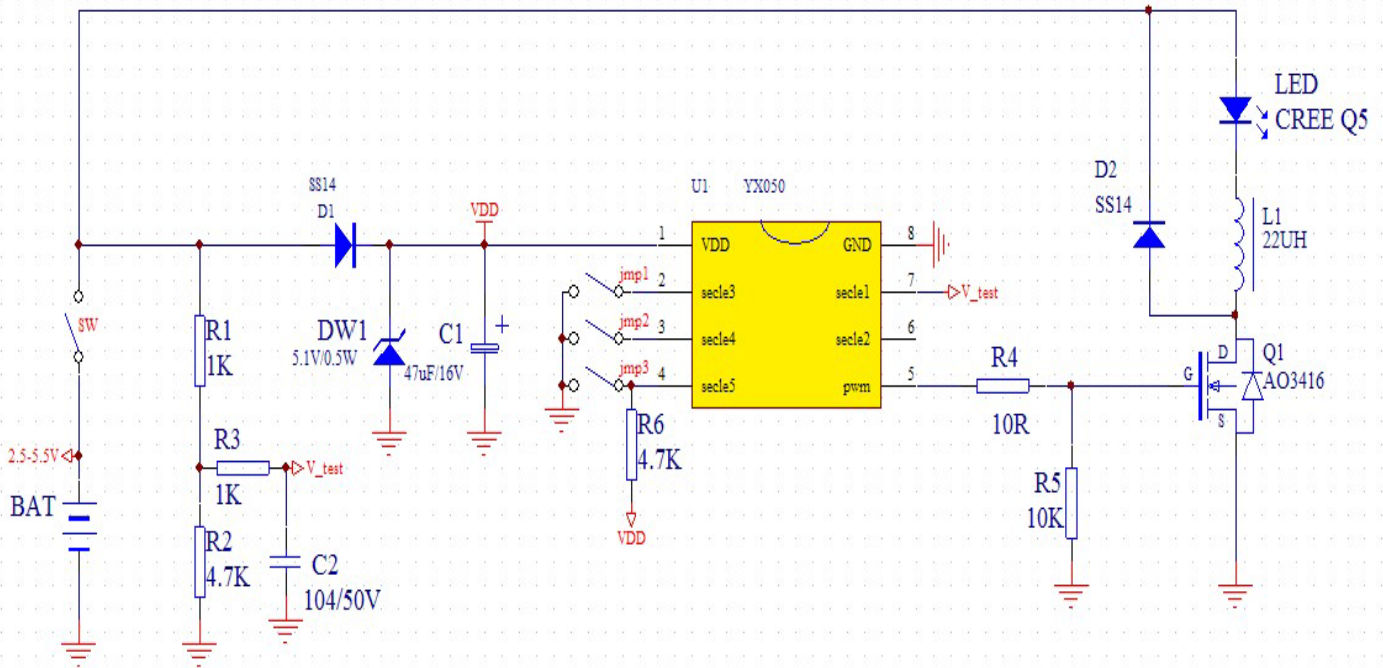 LED
CREE Q5
D2
SS14
L1
22UH
SS14
D1
VDD
U1 YX050
1 VDD GND 8
jmp1 2 secle3 secle1 7 V_test
jmp2 3 secle4 secle2 6
jmp3 4 secle5 pwm 5
SW
R1
1K
DW1
5.1V/0.5W
C1
+
47uF/16V
R4
10R
G
D
S
Q1
AO3416
R6
4.7K
VDD
2.5-5.5V
BAT
R3
1K
V_test
R2
4.7K
C2
104/50V
R5
10K